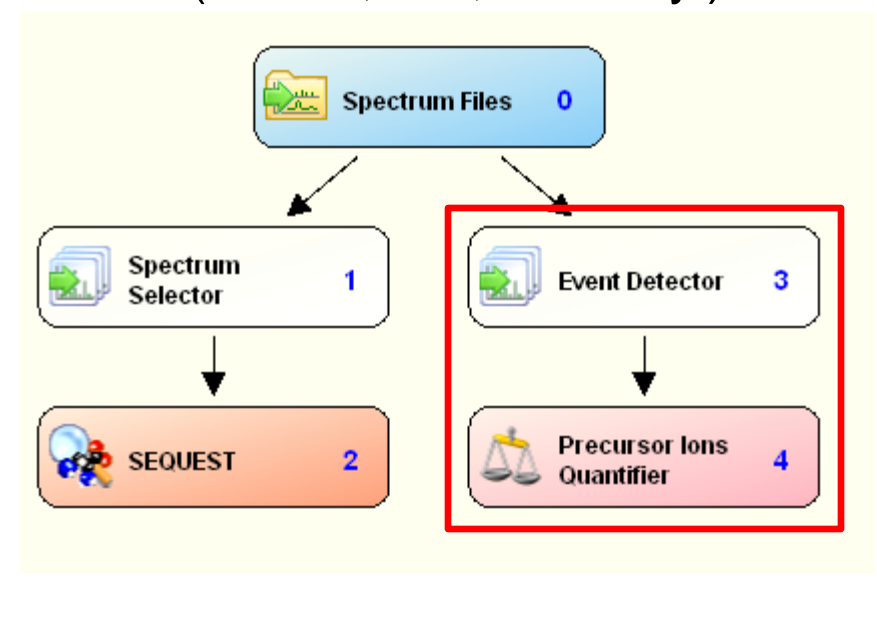 Spectrum Files 0
Spectrum
Selector
1
Event Detector 3
SEQUEST 2
Precursor Ions
Quantifier
4